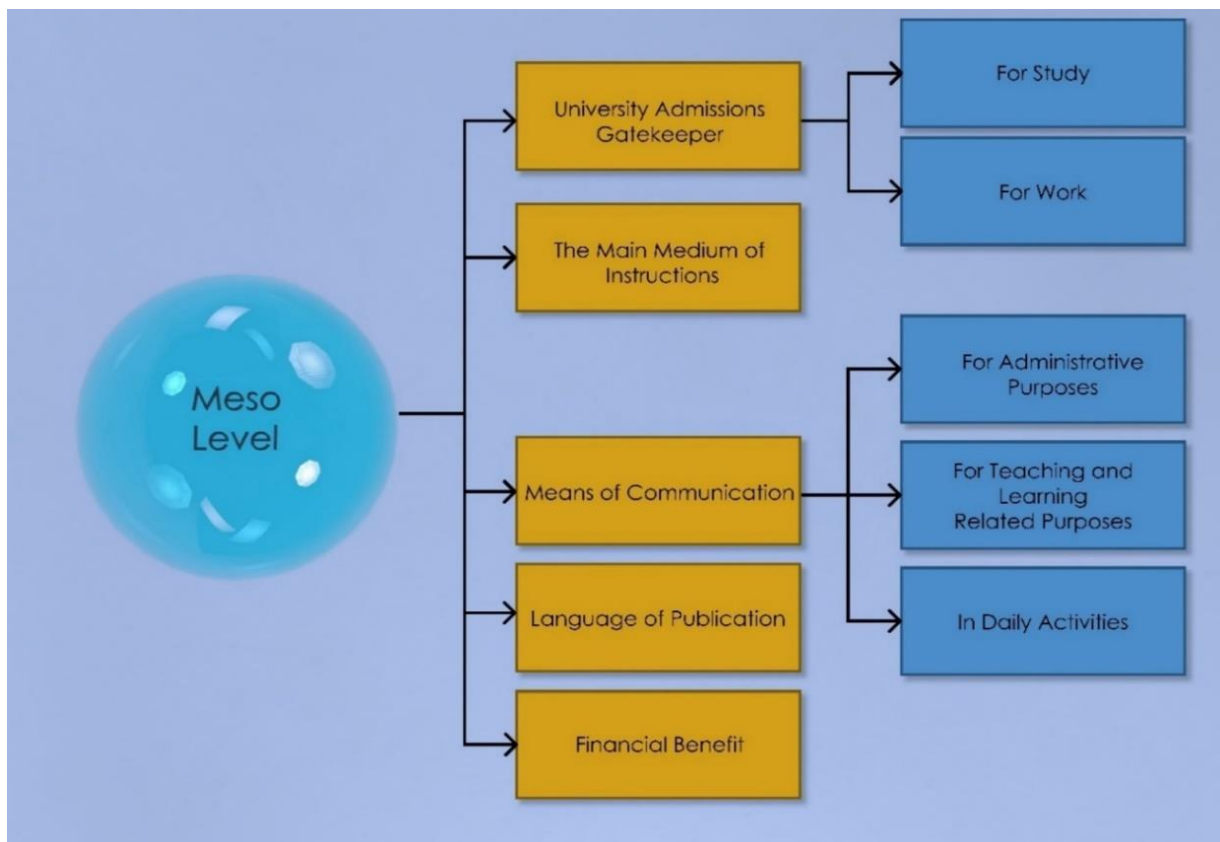 Meso
Level
University Admissions
Gatekeeper
For Study
For Work
The Main Medium of
Instructions
Means of Communication
For Administrative
Purposes
For Teaching and
Learning
Related Purposes
In Daily Activities
Language of Publication
Financial Benefit